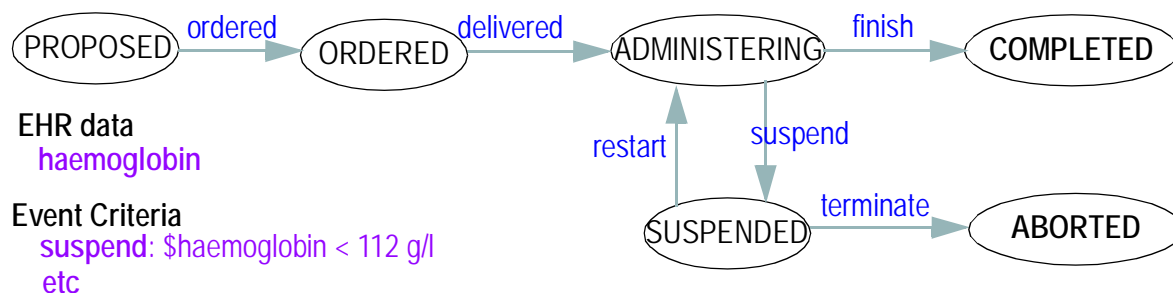 PROPOSED
ordered
ORDERED
delivered
ADMINISTERING
finish
COMPLETED
EHR data
haemoglobin
restart
suspend
Event Criteria
suspend: $haemoglobin < 112 g/l
etc
SUSPENDED
terminate
ABORTED